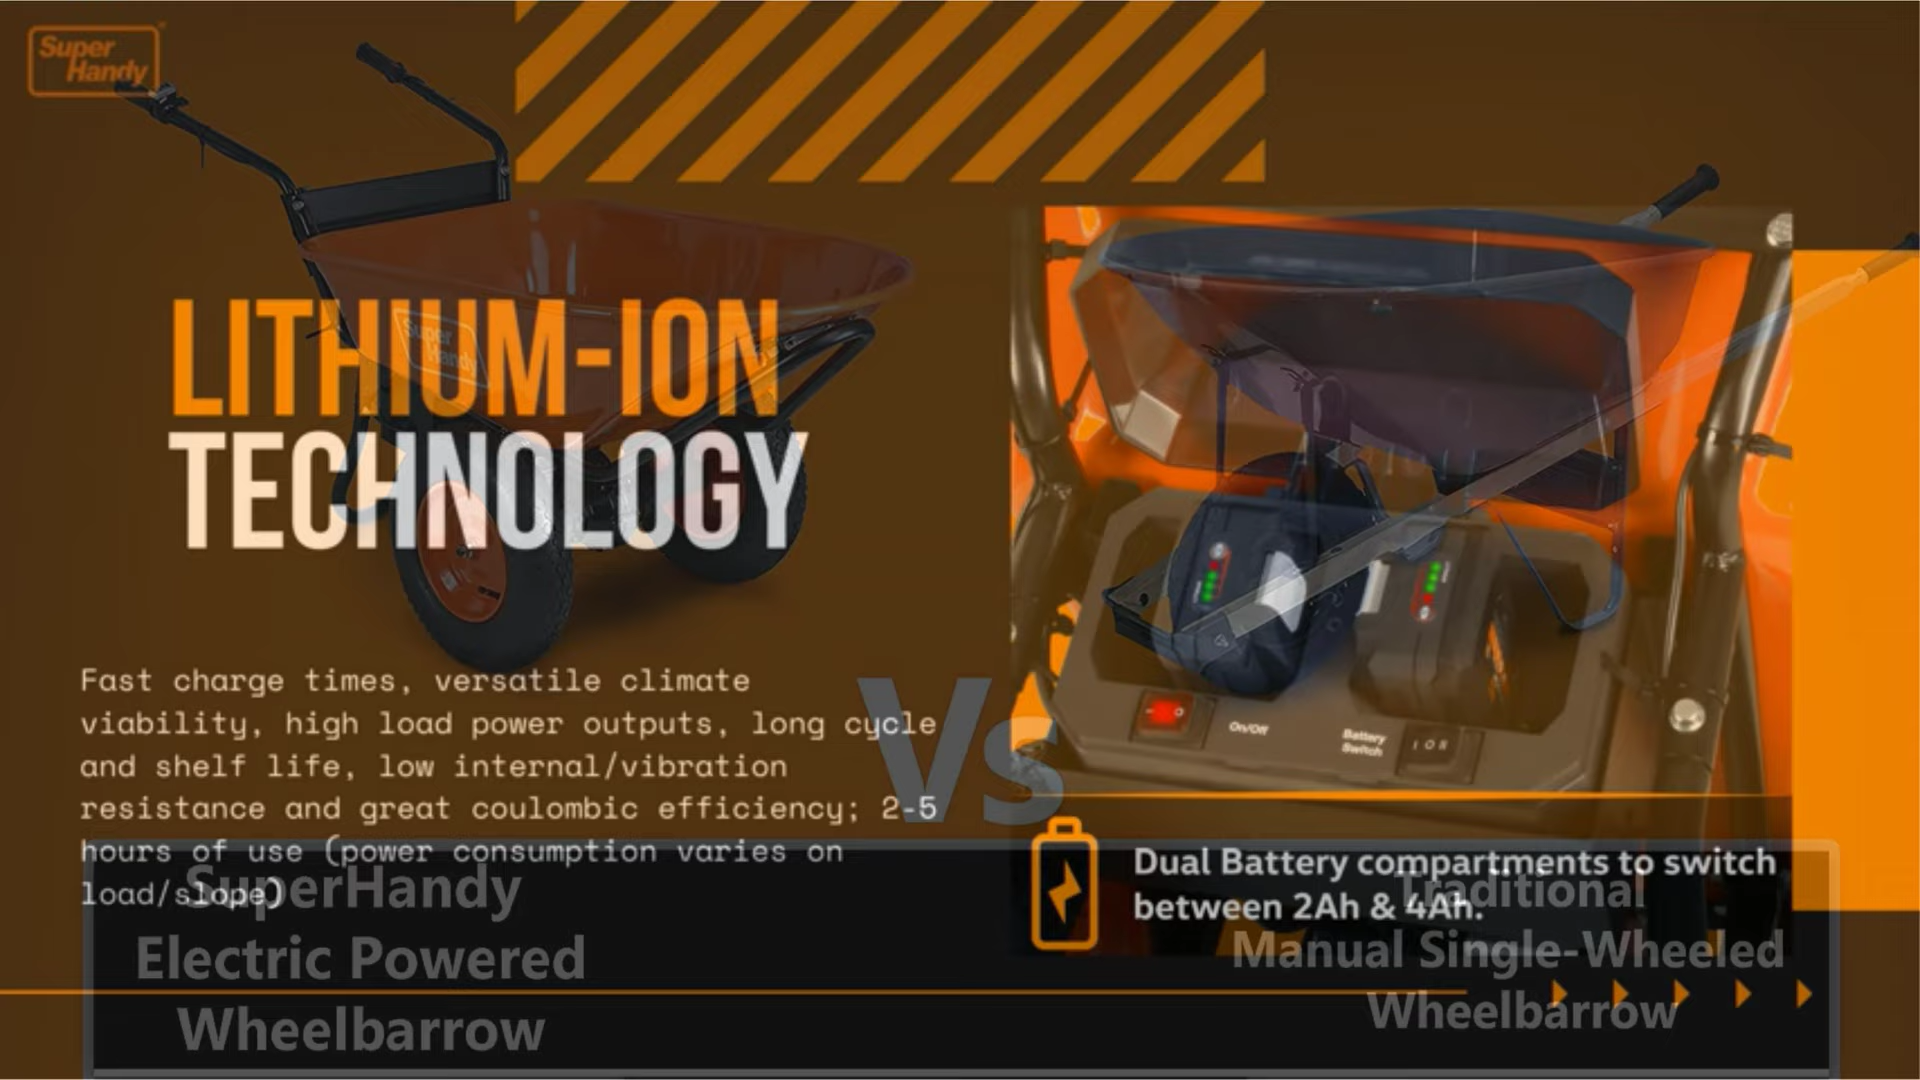 Super
Handy
Super
Handy
LITHIUM-ION
TECHNOLOGY
Fast charge times, versatile climate
viability, high load power outputs, long cycle
and shelf life, low internal/vibration
resistance and great coulombic efficiency; 2-5
hours of use (power consumption varies on
load/slope)
Vs
On/Off
Battery
Switch
I O II
Dual Battery compartments to switch
between 2Ah & 4Ah.
SuperHandy
Electric Powered
Wheelbarrow
Traditional
Manual Single-Wheeled
Wheelbarrow